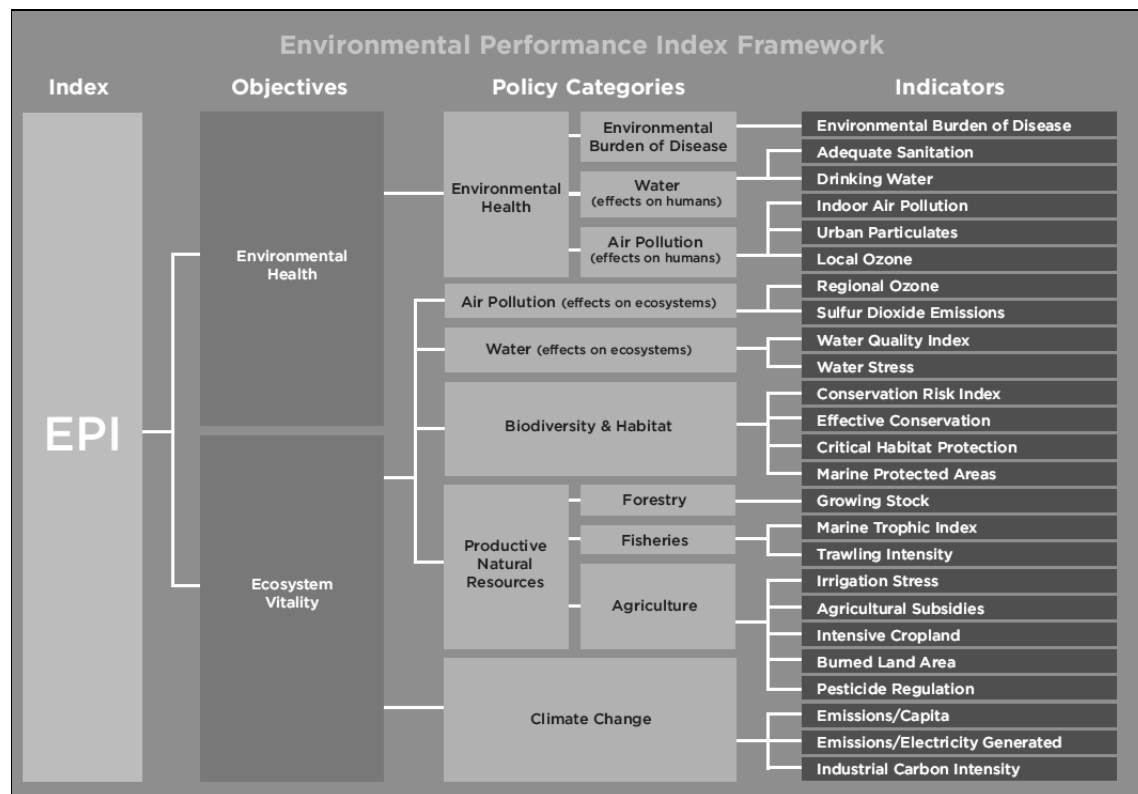 Environmental Performance Index Framework
Index
Objectives
Policy Categories
Indicators
EPI
Environmental
Health
Ecosystem
Vitality
Environmental
Health
Environmental
Burden of Disease
Water
(effects on humans)
Air Pollution
(effects on humans)
Air Pollution (effects on ecosystems)
Water (effects on ecosystems)
Biodiversity & Habitat
Productive
Natural
Resources
Forestry
Fisheries
Agriculture
Climate Change
Environmental Burden of Disease
Adequate Sanitation
Drinking Water
Indoor Air Pollution
Urban Particulates
Local Ozone
Regional Ozone
Sulfur Dioxide Emissions
Water Quality Index
Water Stress
Conservation Risk Index
Effective Conservation
Critical Habitat Protection
Marine Protected Areas
Growing Stock
Marine Trophic Index
Trawling Intensity
Irrigation Stress
Agricultural Subsidies
Intensive Cropland
Burned Land Area
Pesticide Regulation
Emissions/Capita
Emissions/Electricity Generated
Industrial Carbon Intensity